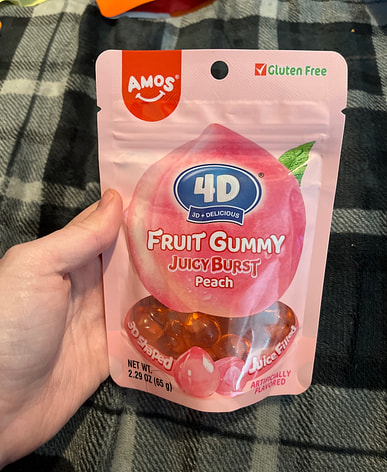 AMOS®
Gluten Free
4D®
3D + DELICIOUS
FRUIT GUMMY
JUICY BURST
Peach
3D Shaped
Juice Filled
NET WT.
2.29 OZ (65 g)
ARTIFICIALLY
FLAVORED